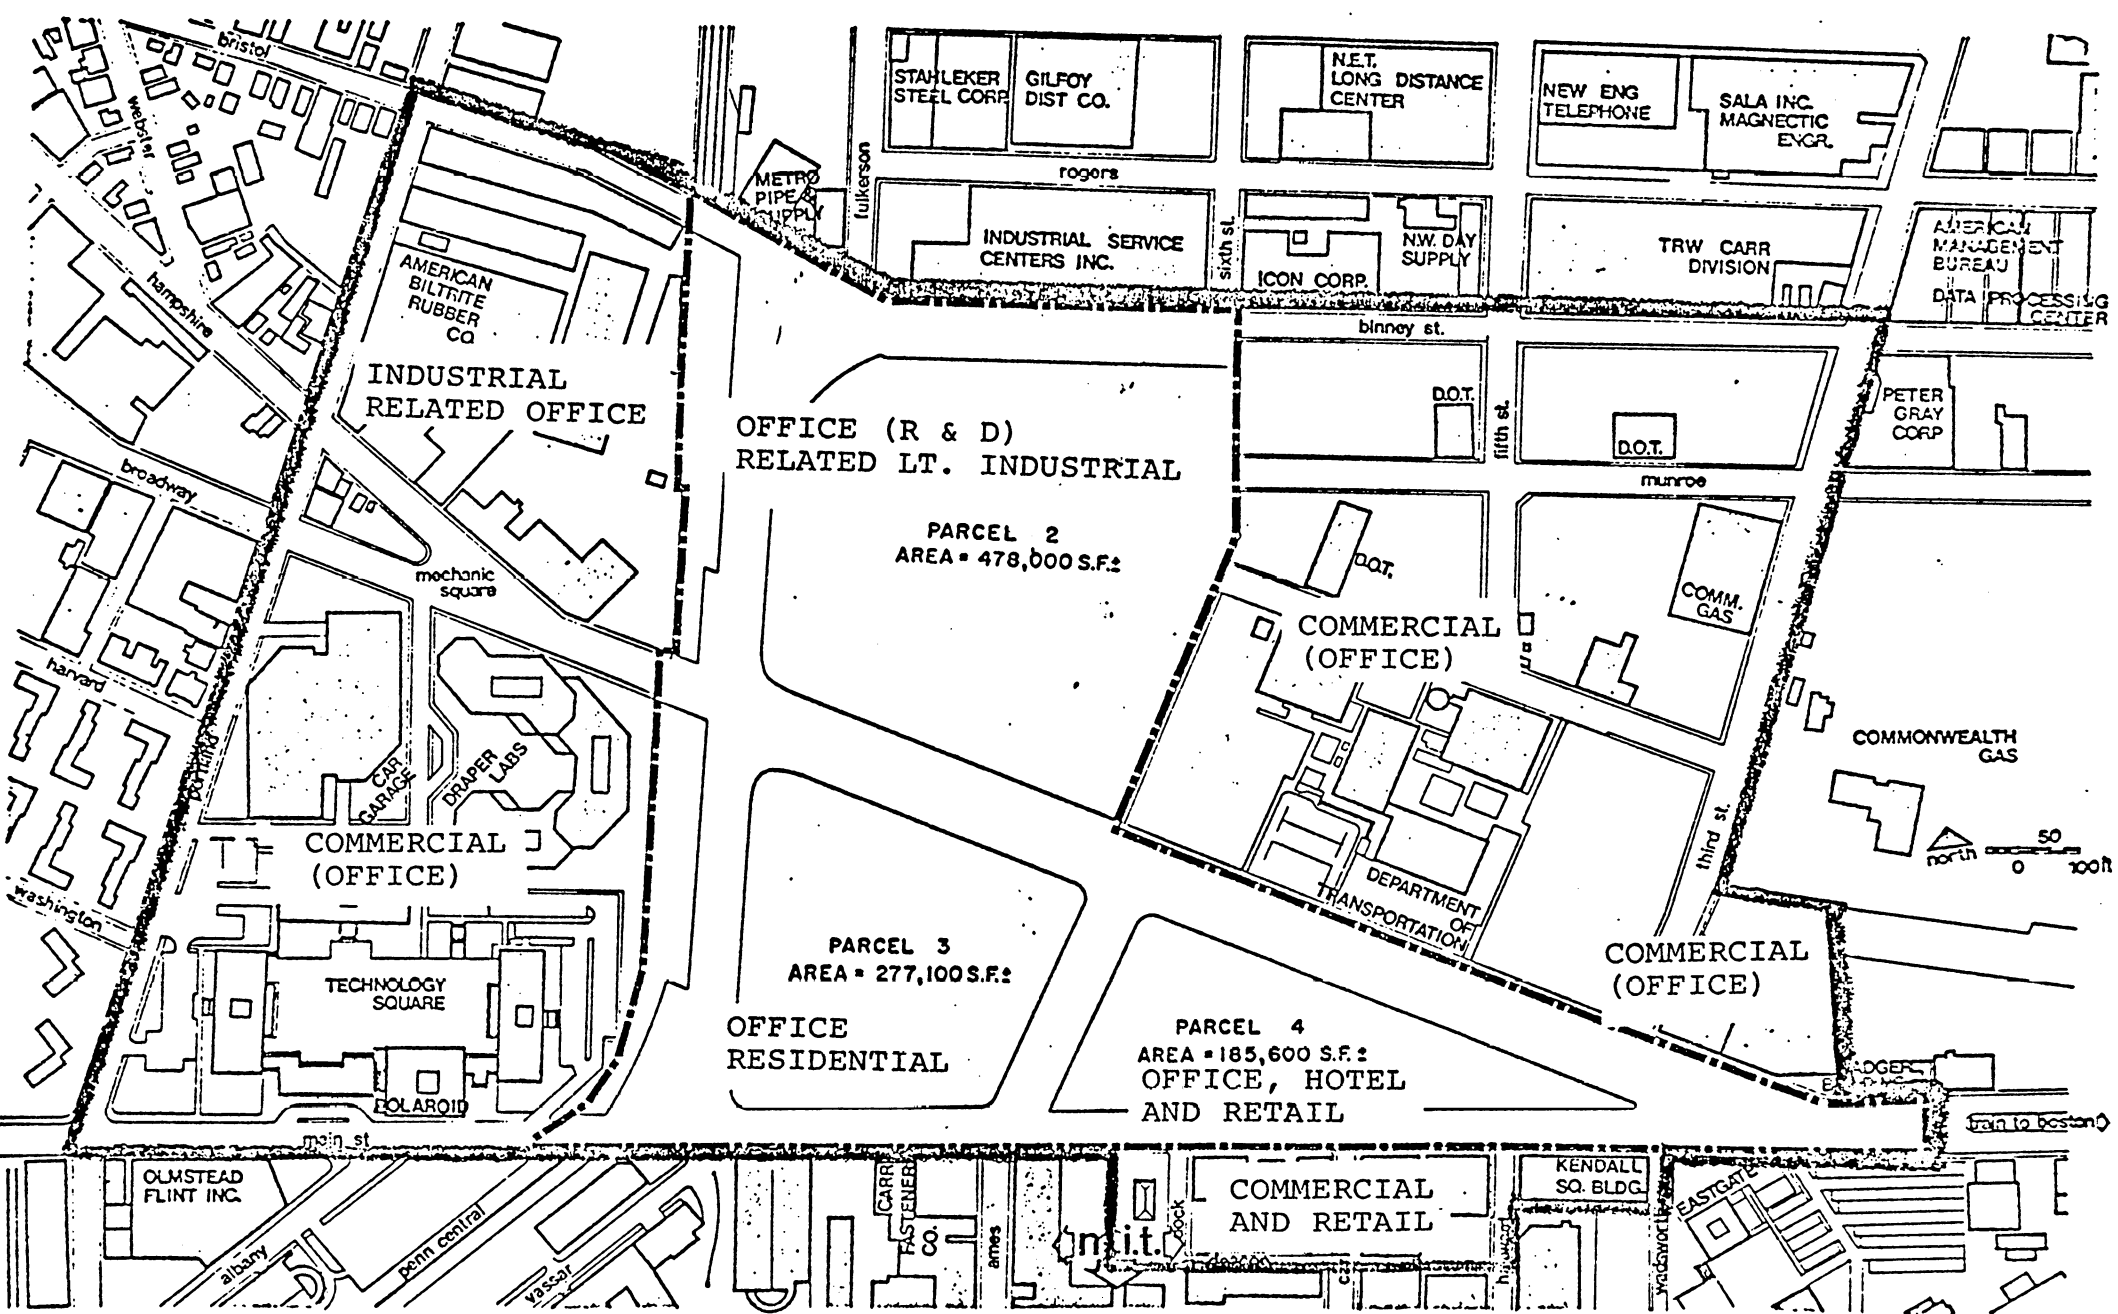 bristol
webster
STAHLEKER
STEEL CORP.
GILFOY
DIST CO.
N.E.T.
LONG DISTANCE
CENTER
NEW ENG
TELEPHONE
SALA INC.
MAGNECTIC
ENGR.
fulkerson
rogers
METRO
PIPE &
SUPPLY
INDUSTRIAL SERVICE
CENTERS INC.
sixth st.
ICON CORP.
N.W. DAY
SUPPLY
TRW CARR
DIVISION
AMERICAN
MANAGEMENT
BUREAU
DATA PROCESSING
CENTER
AMERICAN
BILTRITE
RUBBER
CO.
hampshire
binney st.
INDUSTRIAL
RELATED OFFICE
OFFICE (R & D)
RELATED LT. INDUSTRIAL
D.O.T.
fifth st.
D.O.T.
PETER
GRAY
CORP
broadway
munroe
PARCEL 2
AREA = 478,000 S.F.±
D.O.T.
mechanic
square
COMM.
GAS
COMMERCIAL
(OFFICE)
harvard
portland
CAR
GARAGE
DRAPER
LABS
COMMONWEALTH
GAS
third st.
north
50
0
100ft
COMMERCIAL
(OFFICE)
washington
DEPARTMENT
OF
TRANSPORTATION
PARCEL 3
AREA = 277,100 S.F.±
COMMERCIAL
(OFFICE)
TECHNOLOGY
SQUARE
OFFICE
RESIDENTIAL
PARCEL 4
AREA = 185,600 S.F.±
OFFICE, HOTEL
AND RETAIL
POLAROID
main st
train to boston
OLMSTEAD
FLINT INC.
albany
penn central
vassar
CARR
FASTENER
CO.
ames
m.i.t.
dock
COMMERCIAL
AND RETAIL
KENDALL
SQ. BLDG.
wadsworth
EASTGATE